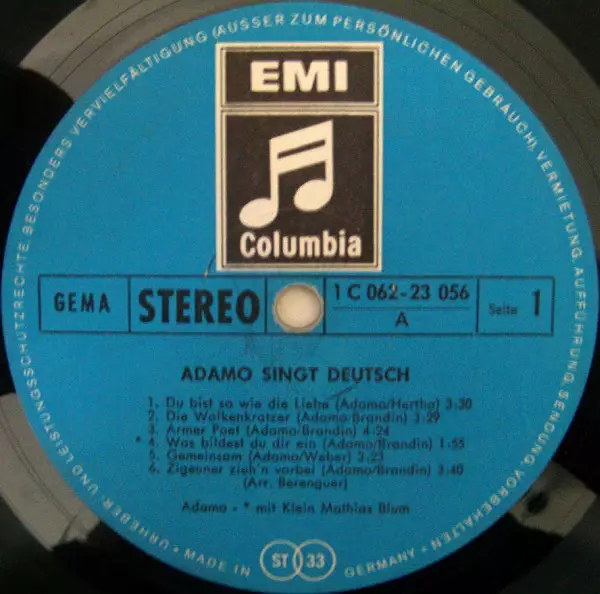 URHEBER- UND LEISTUNGSSCHUTZRECHTE, BESONDERS VERVIELFÄLTIGUNG (AUSSER ZUM PERSÖNLICHEN GEBRAUCH), VERMIETUNG, AUFFÜHRUNG, SENDUNG, VORBEHALTEN
EMI
Columbia
GEMA
STEREO
1 C 062-23 056
A
Seite 1
ADAMO SINGT DEUTSCH
1. Du bist so wie die Liebe (Adamo/Hertha) 3:30
2. Die Wolkenkratzer (Adamo/Brandin) 3:29
3. Armer Poet (Adamo/Brandin) 4:24
* 4. Was bildest du dir ein (Adamo/Brandin) 1:55
5. Gemeinsam (Adamo/Weber) 3:23
6. Zigeuner zieh'n vorbei (Adamo/Brandin) 3:40
(Arr. Berenguer)
Adamo - * mit Klein Mathias Blum
• MADE IN GERMANY •
ST 33